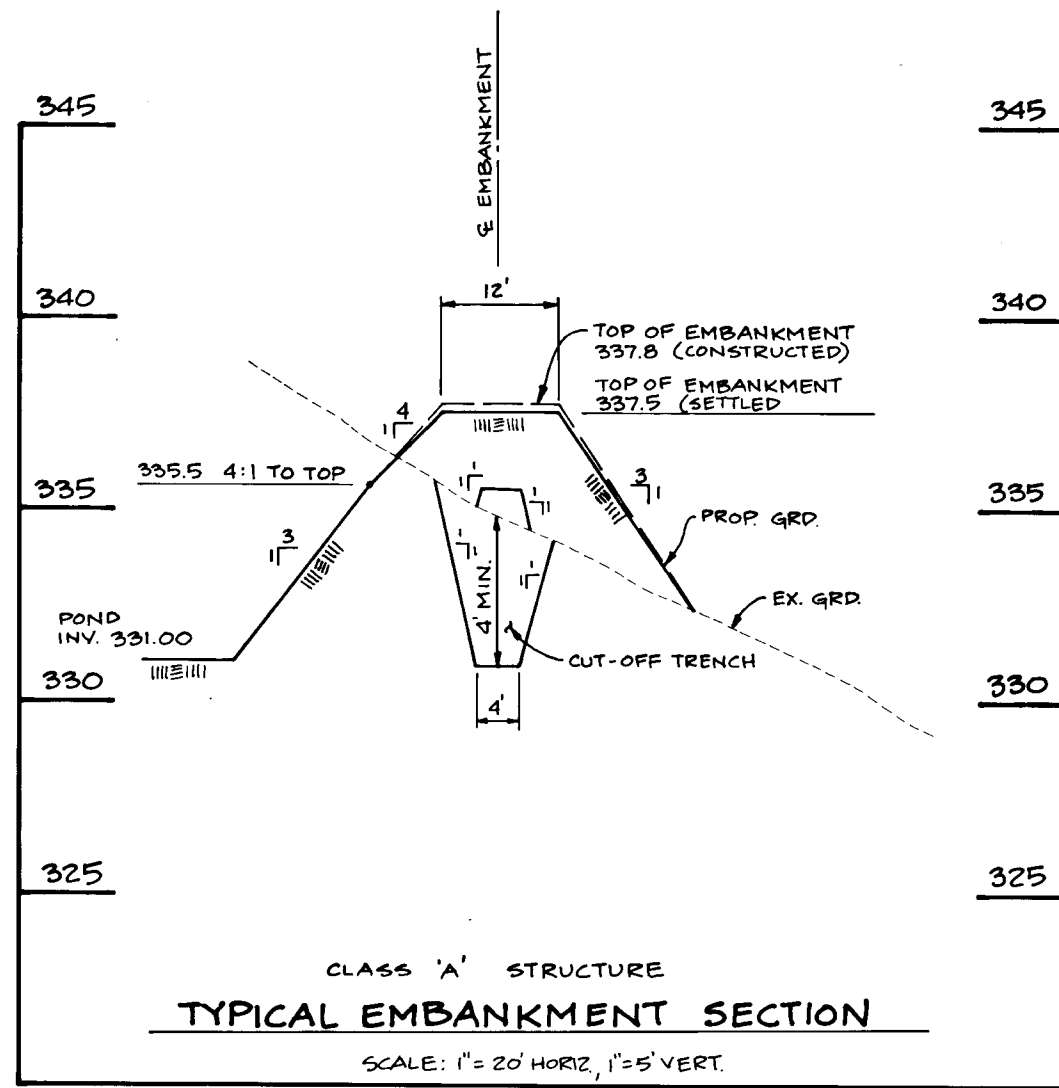 ℄ EMBANKMENT
345
345
340
340
12'
TOP OF EMBANKMENT
337.8 (CONSTRUCTED)
TOP OF EMBANKMENT
337.5 (SETTLED
4
1
335.5 4:1 TO TOP
335
335
1
1
1
1
3
1
PROP. GRD.
3
1
1
1
1
1
4' MIN.
EX. GRD.
POND
INV. 331.00
CUT-OFF TRENCH
330
330
4'
325
325
CLASS 'A' STRUCTURE
TYPICAL EMBANKMENT SECTION
SCALE: 1"= 20' HORIZ., 1"=5' VERT.